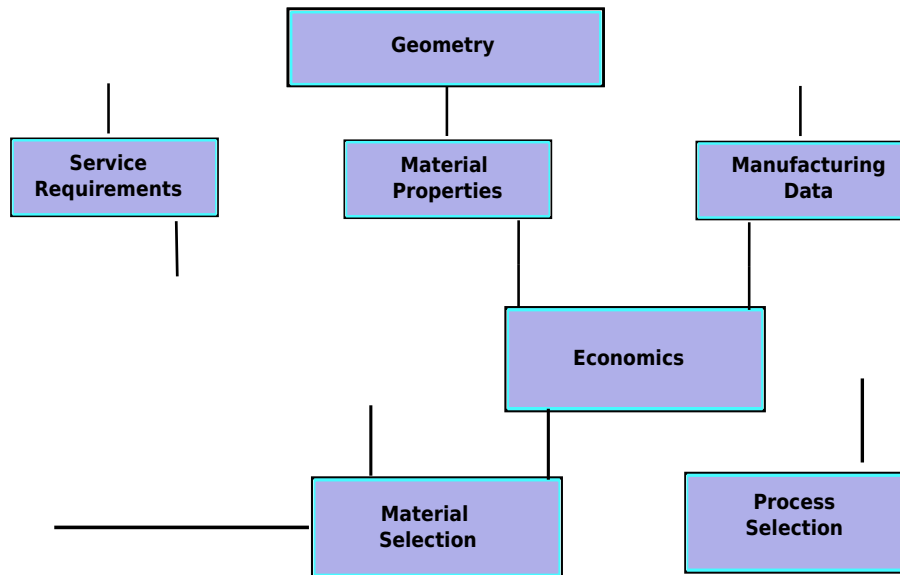 Geometry
Service
Requirements
Material
Properties
Manufacturing
Data
Economics
Material
Selection
Process
Selection